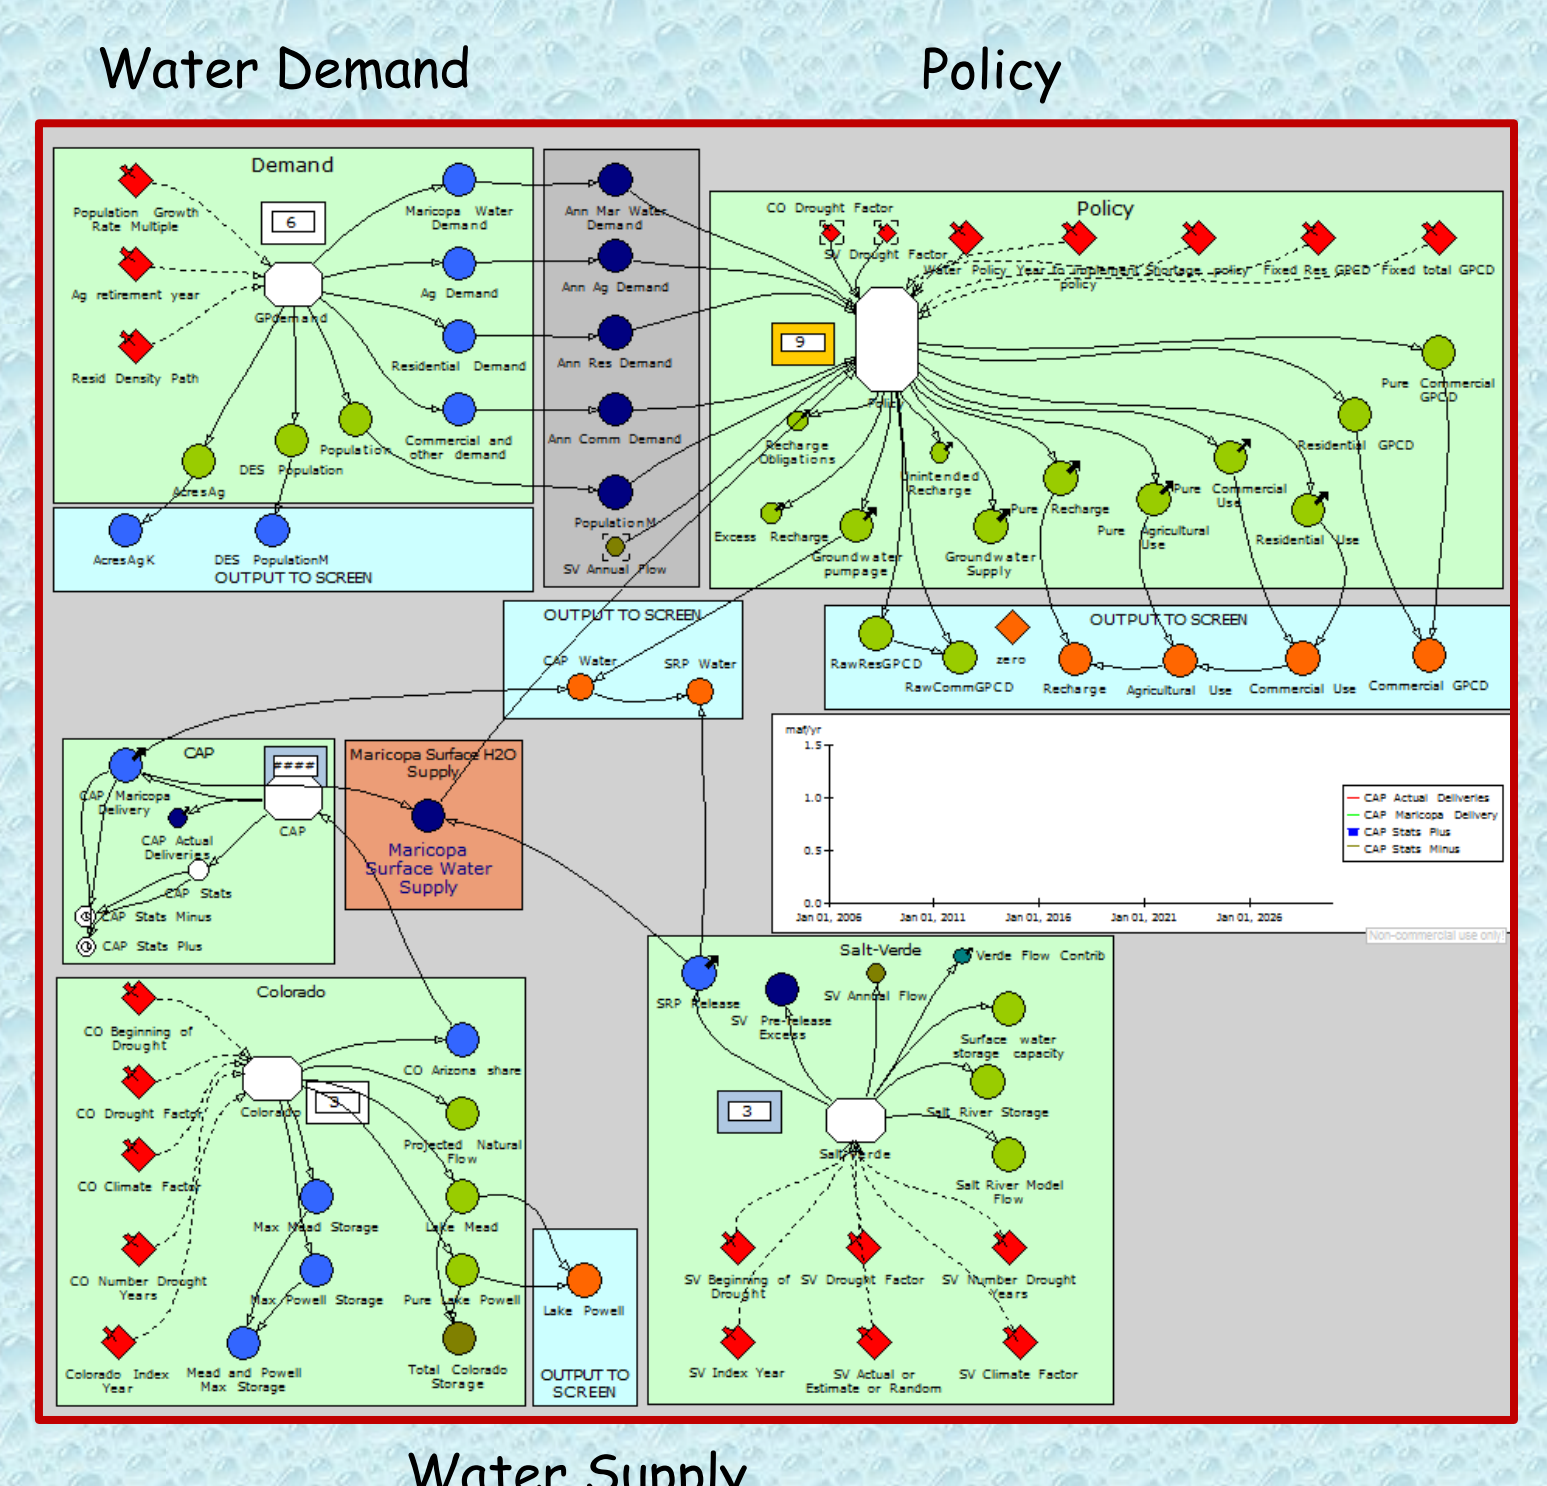 Water Demand
Policy
Demand
Population Growth
Rate Multiple
6
Maricopa Water
Demand
Ag retirement year
GPdemand
Ag Demand
Resid Density Path
Residential Demand
Commercial and
other demand
Population
DES Population
AcresAg
AcresAgK
DES PopulationM
OUTPUT TO SCREEN
Ann Mar Water
Demand
Ann Ag Demand
Ann Res Demand
Ann Comm Demand
PopulationM
SV Annual Flow
CO Drought Factor
Policy
SV Drought Factor
Water Policy
Year to implement
policy
Shortage policy
Fixed Res GPCD
Fixed total GPCD
9
Policy
Pure Commercial
GPCD
Residential GPCD
Recharge
Obligations
Unintended
Recharge
Pure Commercial
Use
Pure Recharge
Pure Agricultural
Use
Residential Use
Excess Recharge
Groundwater
pumpage
Groundwater
Supply
OUTPUT TO SCREEN
CAP Water
SRP Water
OUTPUT TO SCREEN
RawResGPCD
RawCommGPCD
zero
Recharge
Agricultural Use
Commercial Use
Commercial GPCD
CAP
####
CAP Maricopa
Delivery
CAP Actual
Deliveries
CAP
CAP Stats
CAP Stats Minus
CAP Stats Plus
Maricopa Surface H2O
Supply
Maricopa
Surface Water
Supply
maf/yr
1.5
1.0
0.5
0.0
Jan 01, 2006
Jan 01, 2011
Jan 01, 2016
Jan 01, 2021
Jan 01, 2026
CAP Actual Deliveries
CAP Maricopa Delivery
CAP Stats Plus
CAP Stats Minus
Non-commercial use only!
Colorado
CO Beginning of
Drought
CO Arizona share
CO Drought Factor
Colorado
3
Projected Natural
Flow
CO Climate Factor
Max Mead Storage
Lake Mead
CO Number Drought
Years
Max Powell Storage
Pure Lake Powell
Colorado Index
Year
Mead and Powell
Max Storage
Total Colorado
Storage
Lake Powell
OUTPUT TO
SCREEN
Salt-Verde
Verde Flow Contrib
SRP Release
SV Annual Flow
SV Pre-release
Excess
Surface water
storage capacity
3
Salt River Storage
Salt Verde
Salt River Model
Flow
SV Beginning of
Drought
SV Drought Factor
SV Number Drought
Years
SV Index Year
SV Actual or
Estimate or Random
SV Climate Factor
Water Supply